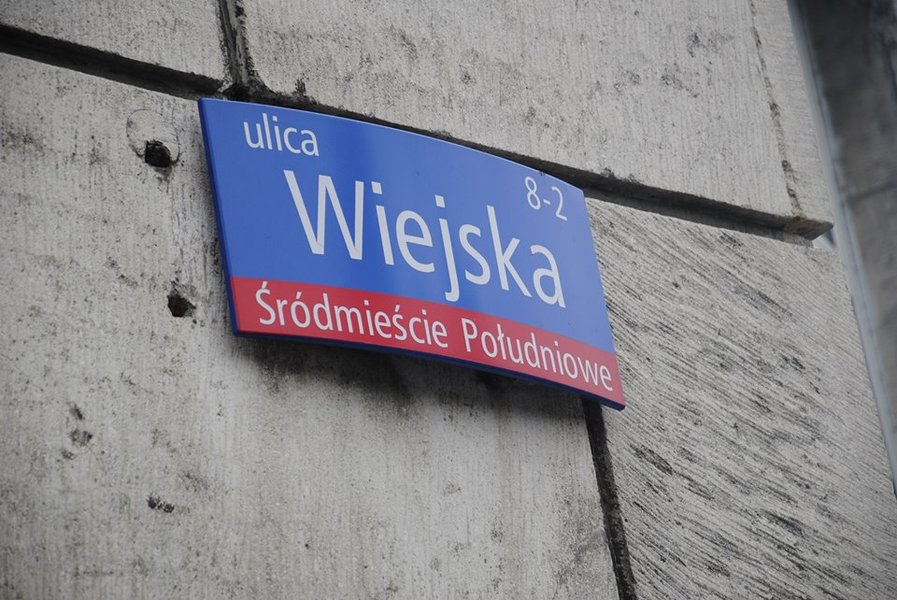 ulica
8-2
Wiejska
Śródmieście Południowe